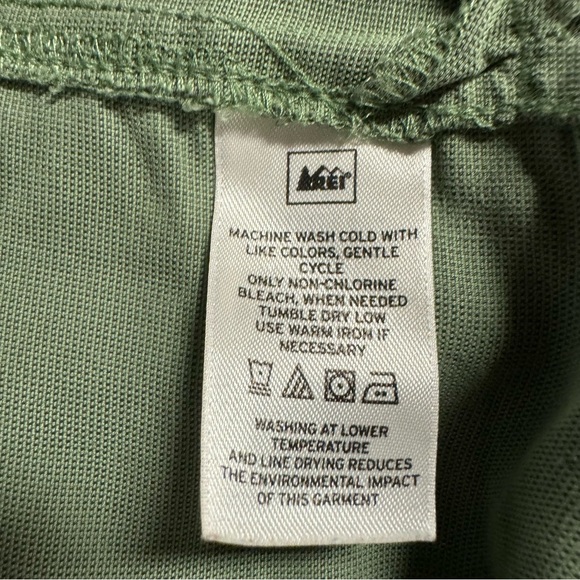 REI®
MACHINE WASH COLD WITH
LIKE COLORS, GENTLE
CYCLE
ONLY NON-CHLORINE
BLEACH, WHEN NEEDED
TUMBLE DRY LOW
USE WARM IRON IF
NECESSARY
WASHING AT LOWER
TEMPERATURE
AND LINE DRYING REDUCES
THE ENVIRONMENTAL IMPACT
OF THIS GARMENT